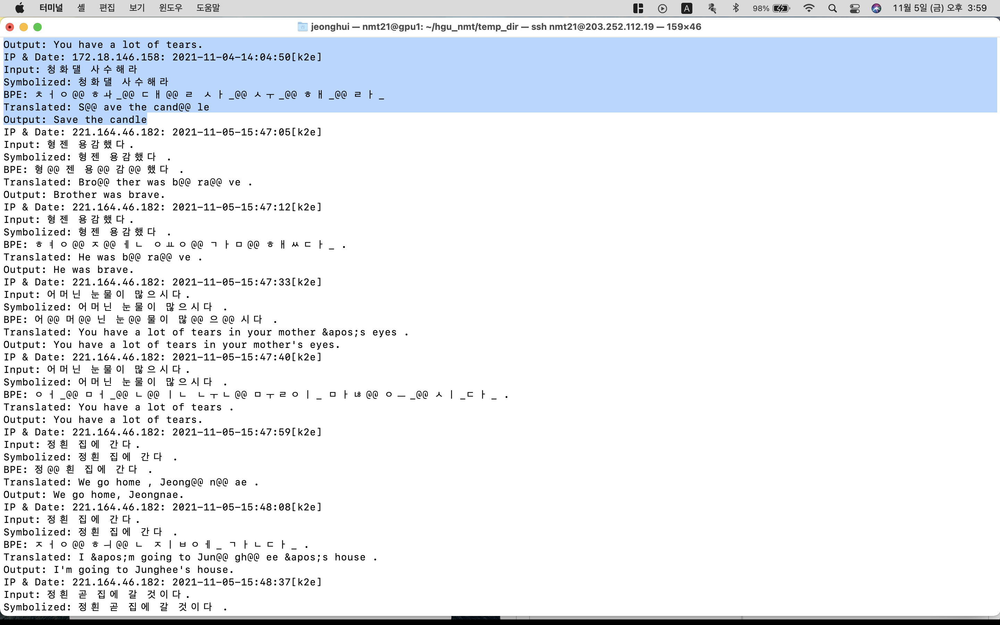 터미널 셸 편집 보기 윈도우 도움말 A 98% 11월 5일 (금) 오후 3:59
jeonghui — nmt21@gpu1: ~/hgu_nmt/temp_dir — ssh nmt21@203.252.112.19 — 159×46
Output: You have a lot of tears.
IP & Date: 172.18.146.158: 2021-11-04-14:04:50[k2e]
Input: 청화댈 사수해라
Symbolized: 청화댈 사수해라
BPE: ㅊㅓㅇ@@ ㅎㅘ_@@ ㄷㅐ@@ ㄹ ㅅㅏ_@@ ㅅㅜ_@@ ㅎㅐ_@@ ㄹㅏ_
Translated: S@@ ave the cand@@ le
Output: Save the candle
IP & Date: 221.164.46.182: 2021-11-05-15:47:05[k2e]
Input: 형젠 용감했다.
Symbolized: 형젠 용감했다 .
BPE: 형@@ 젠 용@@ 감@@ 했다 .
Translated: Bro@@ ther was b@@ ra@@ ve .
Output: Brother was brave.
IP & Date: 221.164.46.182: 2021-11-05-15:47:12[k2e]
Input: 형젠 용감했다.
Symbolized: 형젠 용감했다 .
BPE: ㅎㅕㅇ@@ ㅈ@@ ㅔㄴ ㅇㅛㅇ@@ ㄱㅏㅁ@@ ㅎㅐㅆㄷㅏ_ .
Translated: He was b@@ ra@@ ve .
Output: He was brave.
IP & Date: 221.164.46.182: 2021-11-05-15:47:33[k2e]
Input: 어머닌 눈물이 많으시다.
Symbolized: 어머닌 눈물이 많으시다 .
BPE: 어@@ 머@@ 닌 눈@@ 물이 많@@ 으@@ 시다 .
Translated: You have a lot of tears in your mother &apos;s eyes .
Output: You have a lot of tears in your mother's eyes.
IP & Date: 221.164.46.182: 2021-11-05-15:47:40[k2e]
Input: 어머닌 눈물이 많으시다.
Symbolized: 어머닌 눈물이 많으시다 .
BPE: ㅇㅓ_@@ ㅁㅓ_@@ ㄴ@@ ㅣㄴ ㄴㅜㄴ@@ ㅁㅜㄹㅇㅣ_ ㅁㅏㄶ@@ ㅇㅡ_@@ ㅅㅣ_ㄷㅏ_ .
Translated: You have a lot of tears .
Output: You have a lot of tears.
IP & Date: 221.164.46.182: 2021-11-05-15:47:59[k2e]
Input: 정흰 집에 간다.
Symbolized: 정흰 집에 간다 .
BPE: 정@@ 흰 집에 간다 .
Translated: We go home , Jeong@@ n@@ ae .
Output: We go home, Jeongnae.
IP & Date: 221.164.46.182: 2021-11-05-15:48:08[k2e]
Input: 정흰 집에 간다.
Symbolized: 정흰 집에 간다 .
BPE: ㅈㅓㅇ@@ ㅎㅢ@@ ㄴ ㅈㅣㅂㅇㅔ_ ㄱㅏㄴㄷㅏ_ .
Translated: I &apos;m going to Jun@@ gh@@ ee &apos;s house .
Output: I'm going to Junghee's house.
IP & Date: 221.164.46.182: 2021-11-05-15:48:37[k2e]
Input: 정흰 곧 집에 갈 것이다.
Symbolized: 정흰 곧 집에 갈 것이다 .